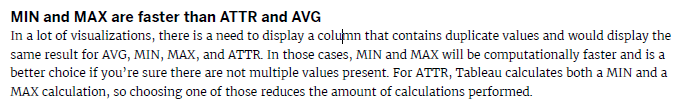 MIN and MAX are faster than ATTR and AVG
In a lot of visualizations, there is a need to display a column that contains duplicate values and would display the
same result for AVG, MIN, MAX, and ATTR. In those cases, MIN and MAX will be computationally faster and is a
better choice if you're sure there are not multiple values present. For ATTR, Tableau calculates both a MIN and a
MAX calculation, so choosing one of those reduces the amount of calculations performed.